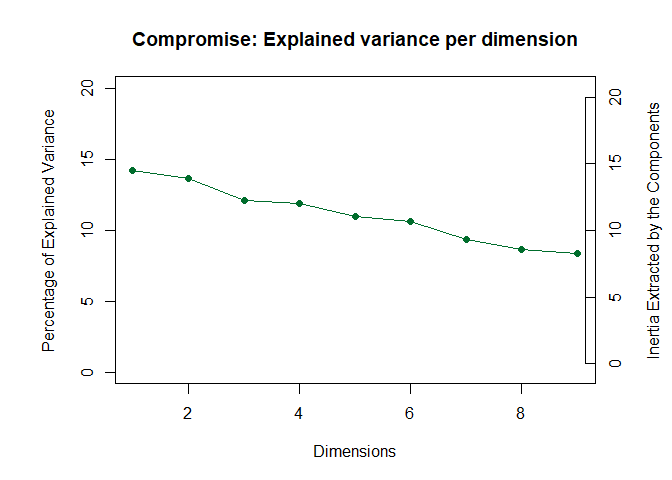 Compromise: Explained variance per dimension
Percentage of Explained Variance
20
15
10
5
0
20
15
10
5
0
Inertia Extracted by the Components
2 4 6 8
Dimensions